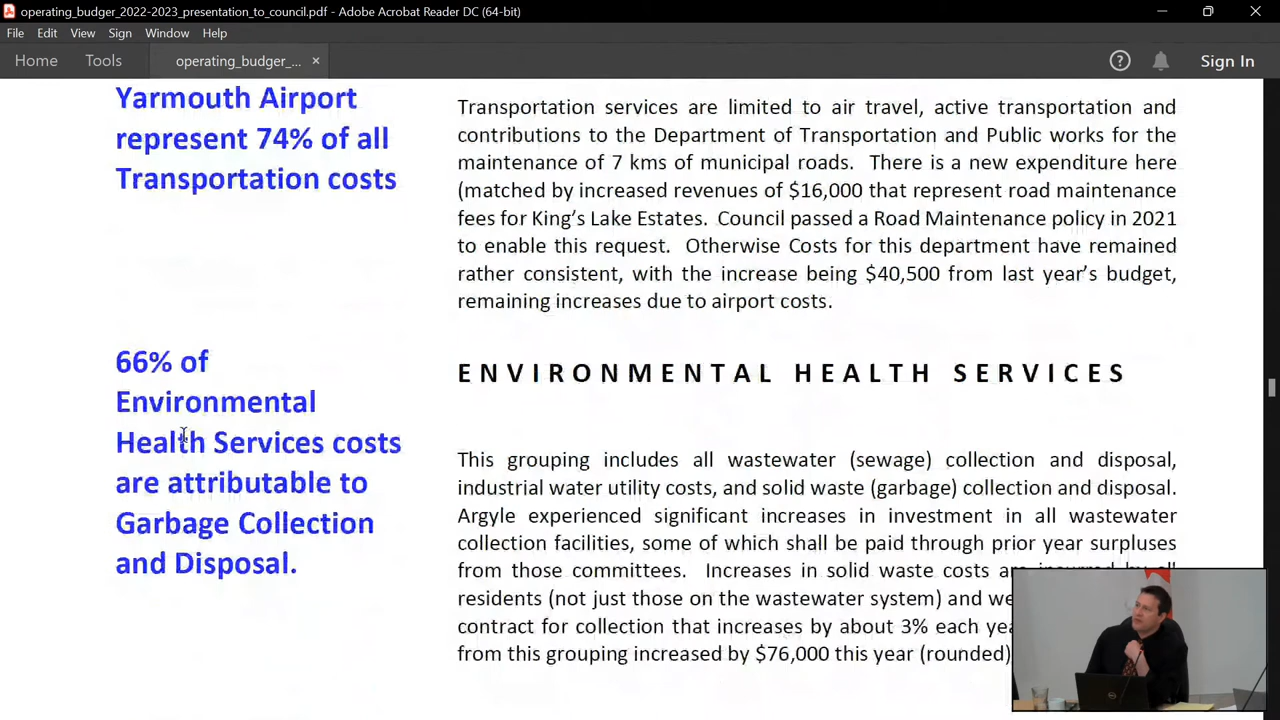 operating_budget_2022-2023_presentation_to_council.pdf - Adobe Acrobat Reader DC (64-bit)
File Edit View Sign Window Help
Home Tools operating_budget_... × Sign In
Yarmouth Airport
represent 74% of all
Transportation costs
Transportation services are limited to air travel, active transportation and
contributions to the Department of Transportation and Public works for the
maintenance of 7 kms of municipal roads. There is a new expenditure here
(matched by increased revenues of $16,000 that represent road maintenance
fees for King's Lake Estates. Council passed a Road Maintenance policy in 2021
to enable this request. Otherwise Costs for this department have remained
rather consistent, with the increase being $40,500 from last year's budget,
remaining increases due to airport costs.
66% of
Environmental
Health Services costs
are attributable to
Garbage Collection
and Disposal.
ENVIRONMENTAL HEALTH SERVICES
This grouping includes all wastewater (sewage) collection and disposal,
industrial water utility costs, and solid waste (garbage) collection and disposal.
Argyle experienced significant increases in investment in all wastewater
collection facilities, some of which shall be paid through prior year surpluses
from those committees. Increases in solid waste costs are incurred by all
residents (not just those on the wastewater system) and
contract for collection that increases by about 3% each
from this grouping increased by $76,000 this year (rounded)